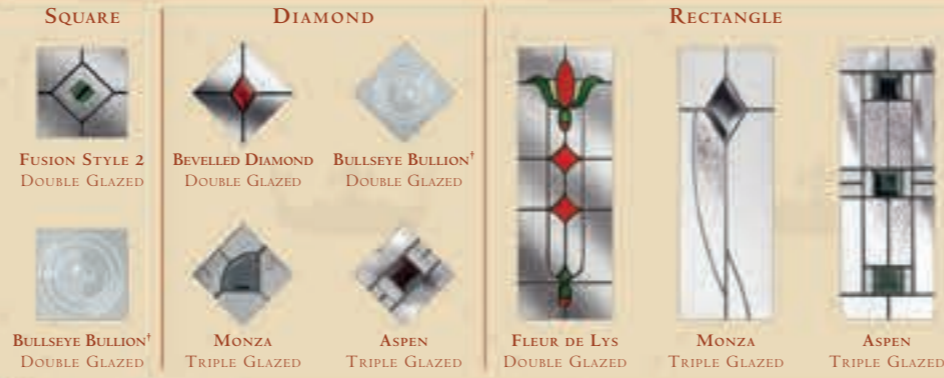 SQUARE
DIAMOND
RECTANGLE
FUSION STYLE 2
DOUBLE GLAZED
BEVELLED DIAMOND
DOUBLE GLAZED
BULLSEYE BULLION†
DOUBLE GLAZED
BULLSEYE BULLION†
DOUBLE GLAZED
MONZA
TRIPLE GLAZED
ASPEN
TRIPLE GLAZED
FLEUR DE LYS
DOUBLE GLAZED
MONZA
TRIPLE GLAZED
ASPEN
TRIPLE GLAZED